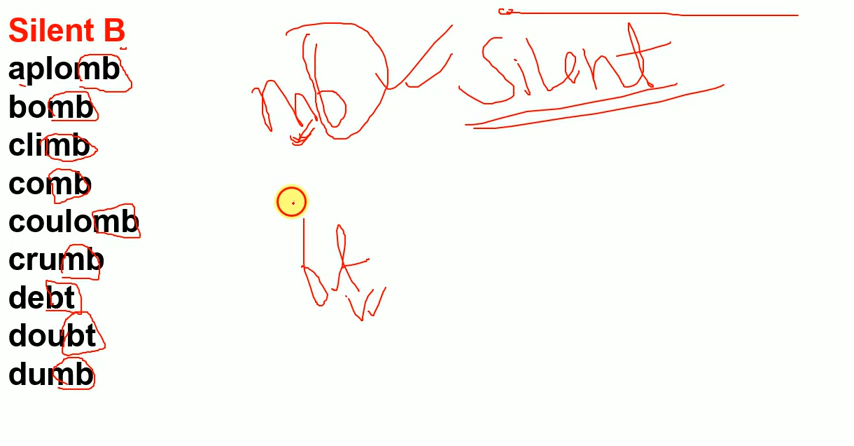 Silent B
aplomb
bomb
climb
comb
coulomb
crumb
debt
doubt
dumb
mb
Silent
bt